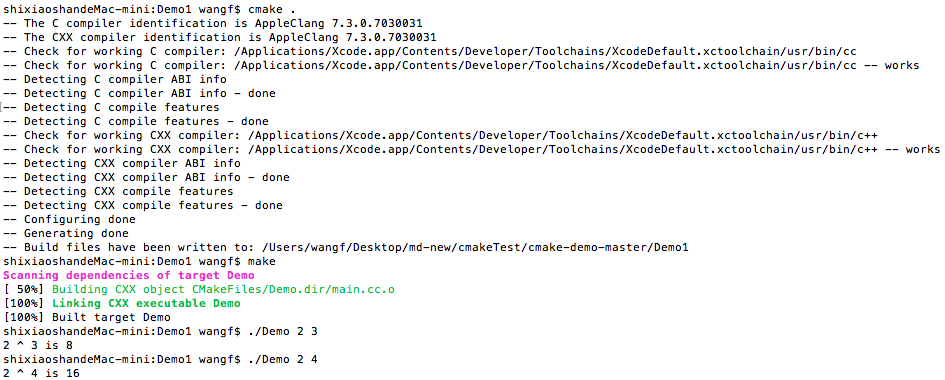 shixiaoshandeMac-mini:Demo1 wangf$ cmake .
-- The C compiler identification is AppleClang 7.3.0.7030031
-- The CXX compiler identification is AppleClang 7.3.0.7030031
-- Check for working C compiler: /Applications/Xcode.app/Contents/Developer/Toolchains/XcodeDefault.xctoolchain/usr/bin/cc
-- Check for working C compiler: /Applications/Xcode.app/Contents/Developer/Toolchains/XcodeDefault.xctoolchain/usr/bin/cc -- works
-- Detecting C compiler ABI info
-- Detecting C compiler ABI info - done
-- Detecting C compile features
-- Detecting C compile features - done
-- Check for working CXX compiler: /Applications/Xcode.app/Contents/Developer/Toolchains/XcodeDefault.xctoolchain/usr/bin/c++
-- Check for working CXX compiler: /Applications/Xcode.app/Contents/Developer/Toolchains/XcodeDefault.xctoolchain/usr/bin/c++ -- works
-- Detecting CXX compiler ABI info
-- Detecting CXX compiler ABI info - done
-- Detecting CXX compile features
-- Detecting CXX compile features - done
-- Configuring done
-- Generating done
-- Build files have been written to: /Users/wangf/Desktop/md-new/cmakeTest/cmake-demo-master/Demo1
shixiaoshandeMac-mini:Demo1 wangf$ make
Scanning dependencies of target Demo
[ 50%] Building CXX object CMakeFiles/Demo.dir/main.cc.o
[100%] Linking CXX executable Demo
[100%] Built target Demo
shixiaoshandeMac-mini:Demo1 wangf$ ./Demo 2 3
2 ^ 3 is 8
shixiaoshandeMac-mini:Demo1 wangf$ ./Demo 2 4
2 ^ 4 is 16